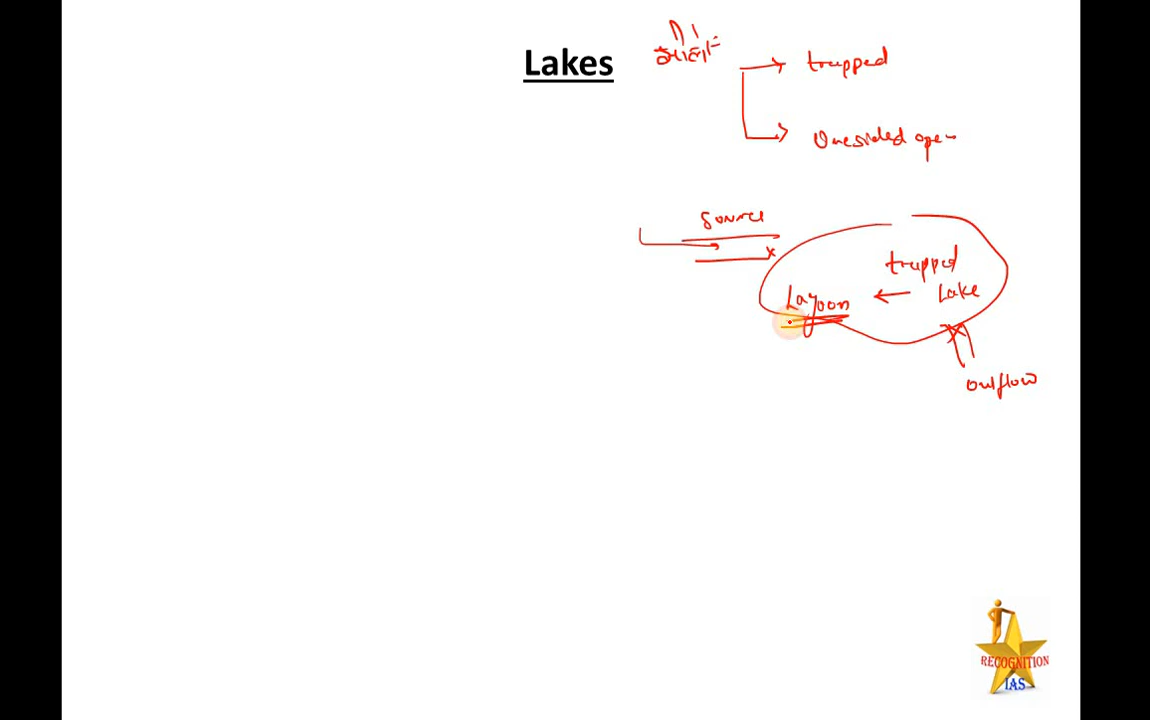 Lakes
trapped
Onesided open
Source
trapped
Lagoon ← Lake
outflow
RECOGNITION
IAS